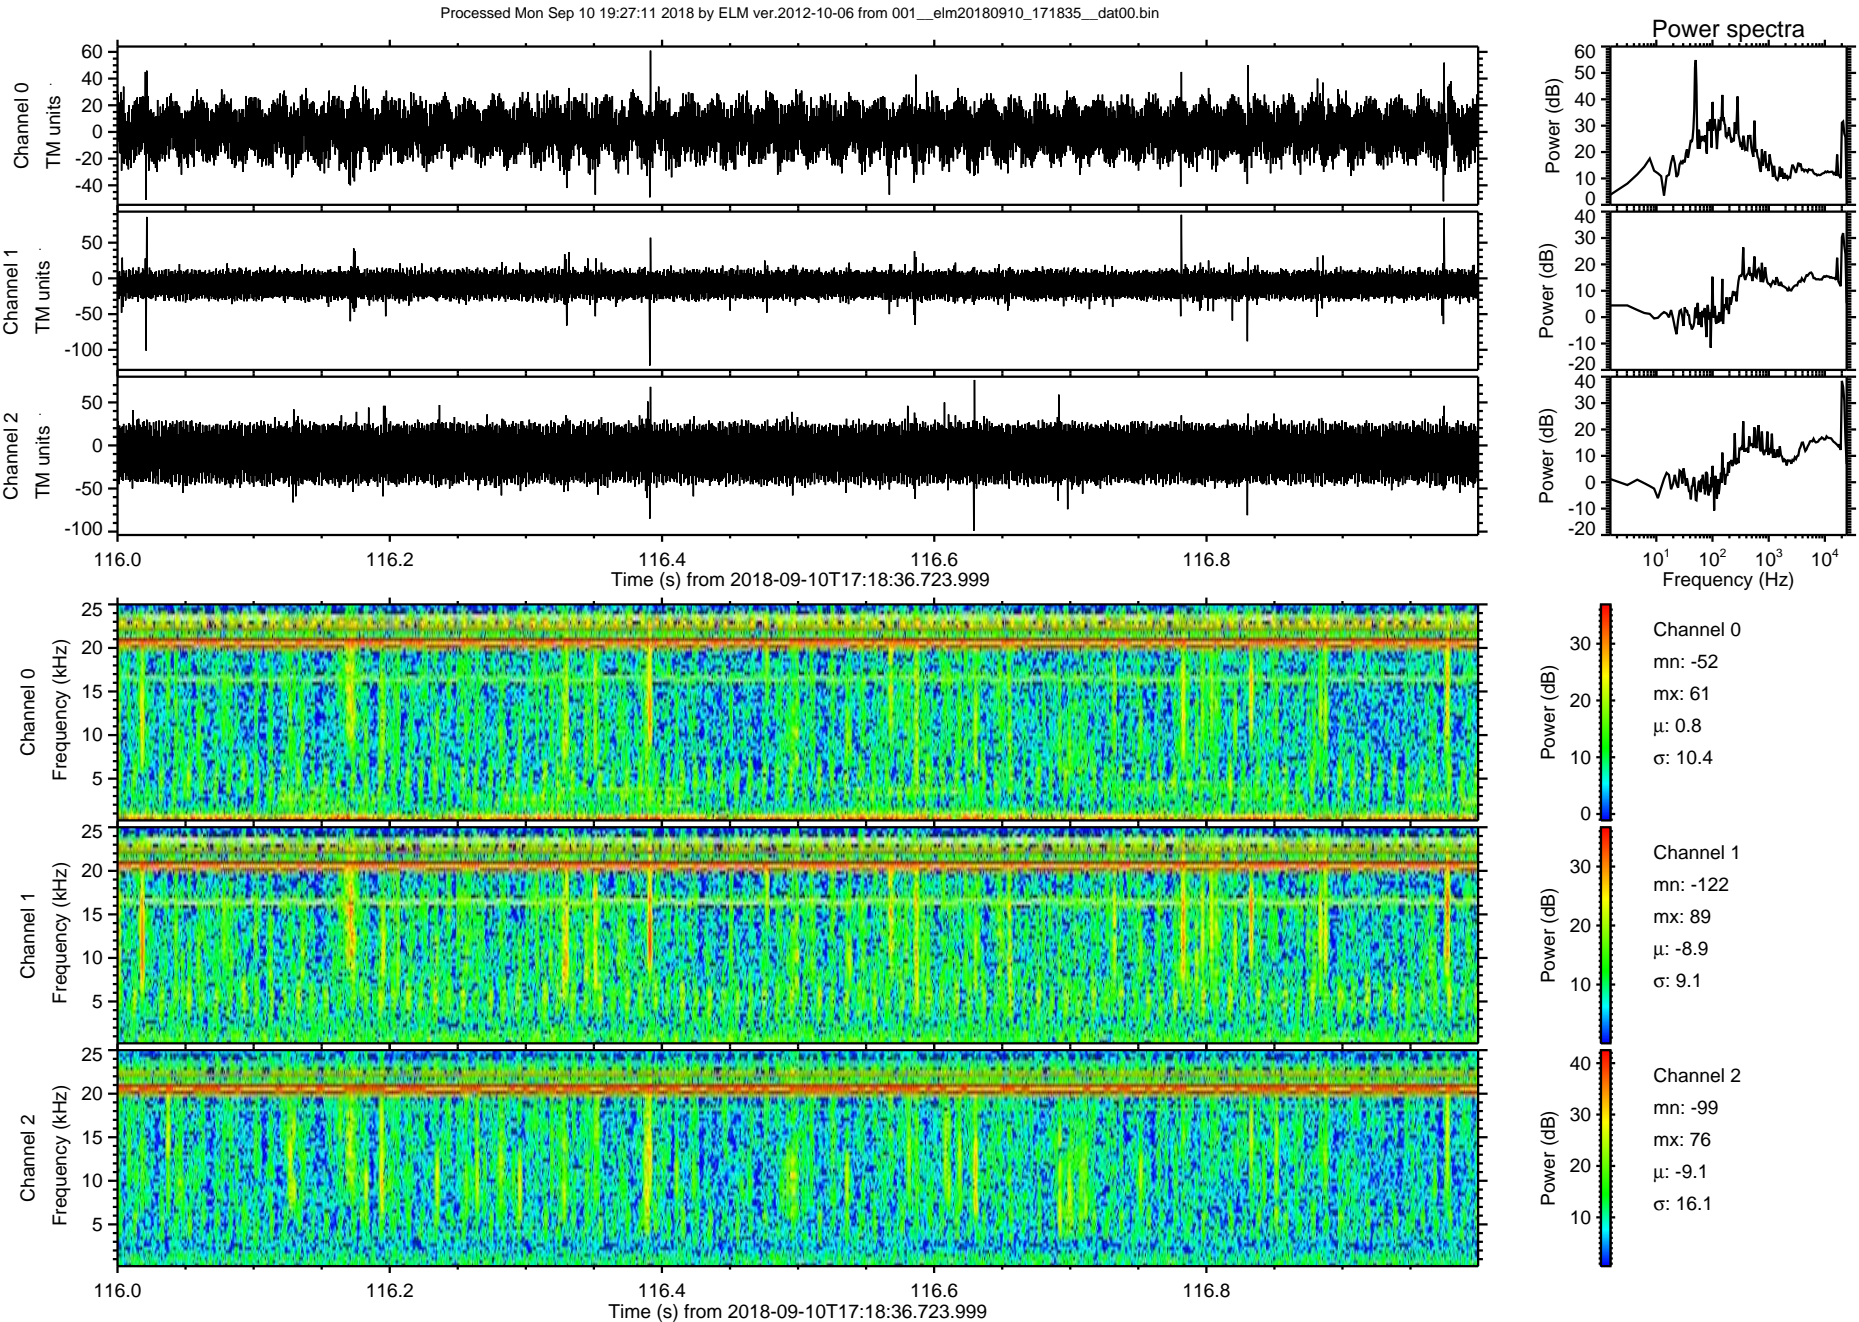 Processed Mon Sep 10 19:27:11 2018 by ELM ver.2012-10-06 from 001__elm20180910_171835__dat00.bin
Power spectra
Channel 0
TM units
60
40
20
0
-20
-40
Power (dB)
60
50
40
30
20
10
0
Channel 1
TM units
50
0
-50
-100
Power (dB)
40
30
20
10
0
-10
-20
Channel 2
TM units
50
0
-50
-100
Power (dB)
40
30
20
10
0
-10
-20
116.0 116.2 116.4 116.6 116.8
Time (s) from 2018-09-10T17:18:36.723.999
10^1 10^2 10^3 10^4
Frequency (Hz)
Channel 0
Frequency (kHz)
25
20
15
10
5
Power (dB)
30
20
10
0
Channel 0
mn: -52
mx: 61
μ: 0.8
σ: 10.4
Channel 1
Frequency (kHz)
25
20
15
10
5
Power (dB)
30
20
10
Channel 1
mn: -122
mx: 89
μ: -8.9
σ: 9.1
Channel 2
Frequency (kHz)
25
20
15
10
5
Power (dB)
40
30
20
10
Channel 2
mn: -99
mx: 76
μ: -9.1
σ: 16.1
116.0 116.2 116.4 116.6 116.8
Time (s) from 2018-09-10T17:18:36.723.999